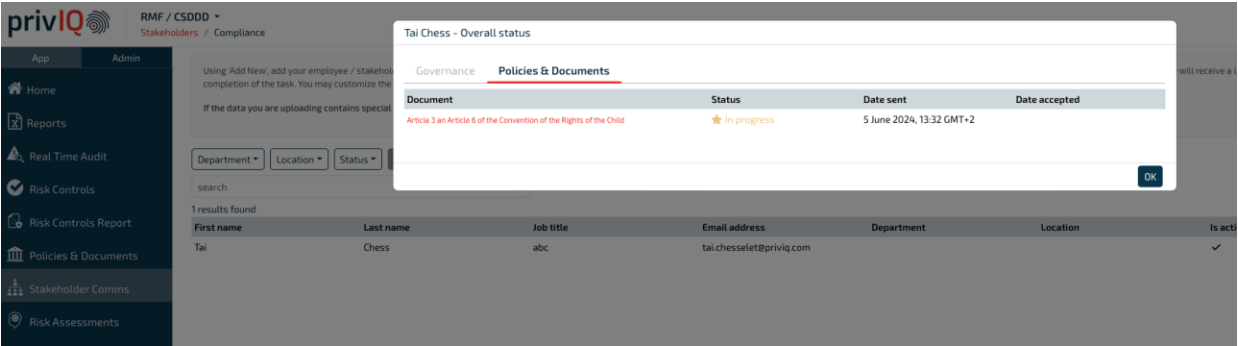 privIQ
RMF / CSDDD
Stakeholders / Compliance
App Admin
Home
Reports
Real Time Audit
Risk Controls
Risk Controls Report
Policies & Documents
Stakeholder Comms
Risk Assessments
Using 'Add New', add your employee / stakehol
will receive a l
completion of the task. You may customize the
If the data you are uploading contains special
Tai Chess - Overall status
Governance Policies & Documents
Document Status Date sent Date accepted
Article 3 an Article 6 of the Convention of the Rights of the Child In progress 5 June 2024, 13:32 GMT+2
OK
Department Location Status
search
1 results found
First name Last name Job title Email address Department Location Is acti
Tai Chess abc tai.chesselet@priviq.com